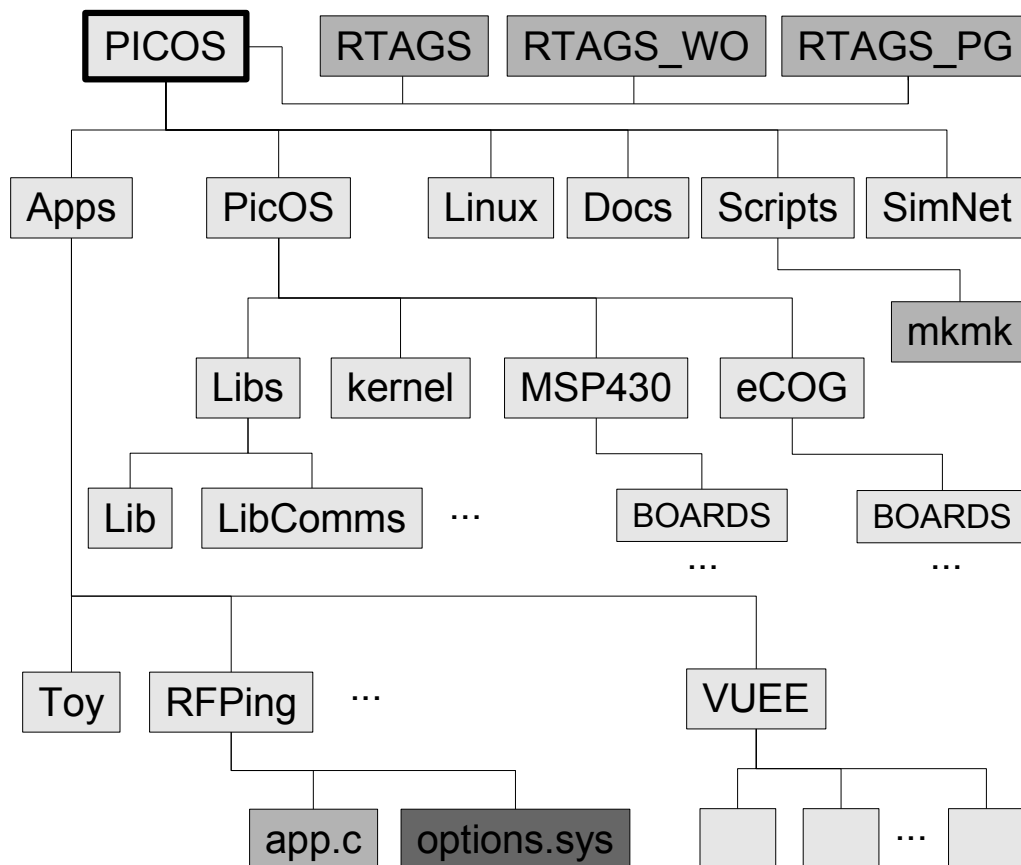 PICOS RTAGS RTAGS_WO RTAGS_PG
Apps PicOS Linux Docs Scripts SimNet
mkmk
Libs kernel MSP430 eCOG
Lib LibComms ... BOARDS BOARDS
... ...
Toy RFPing ... VUEE
app.c options.sys ...